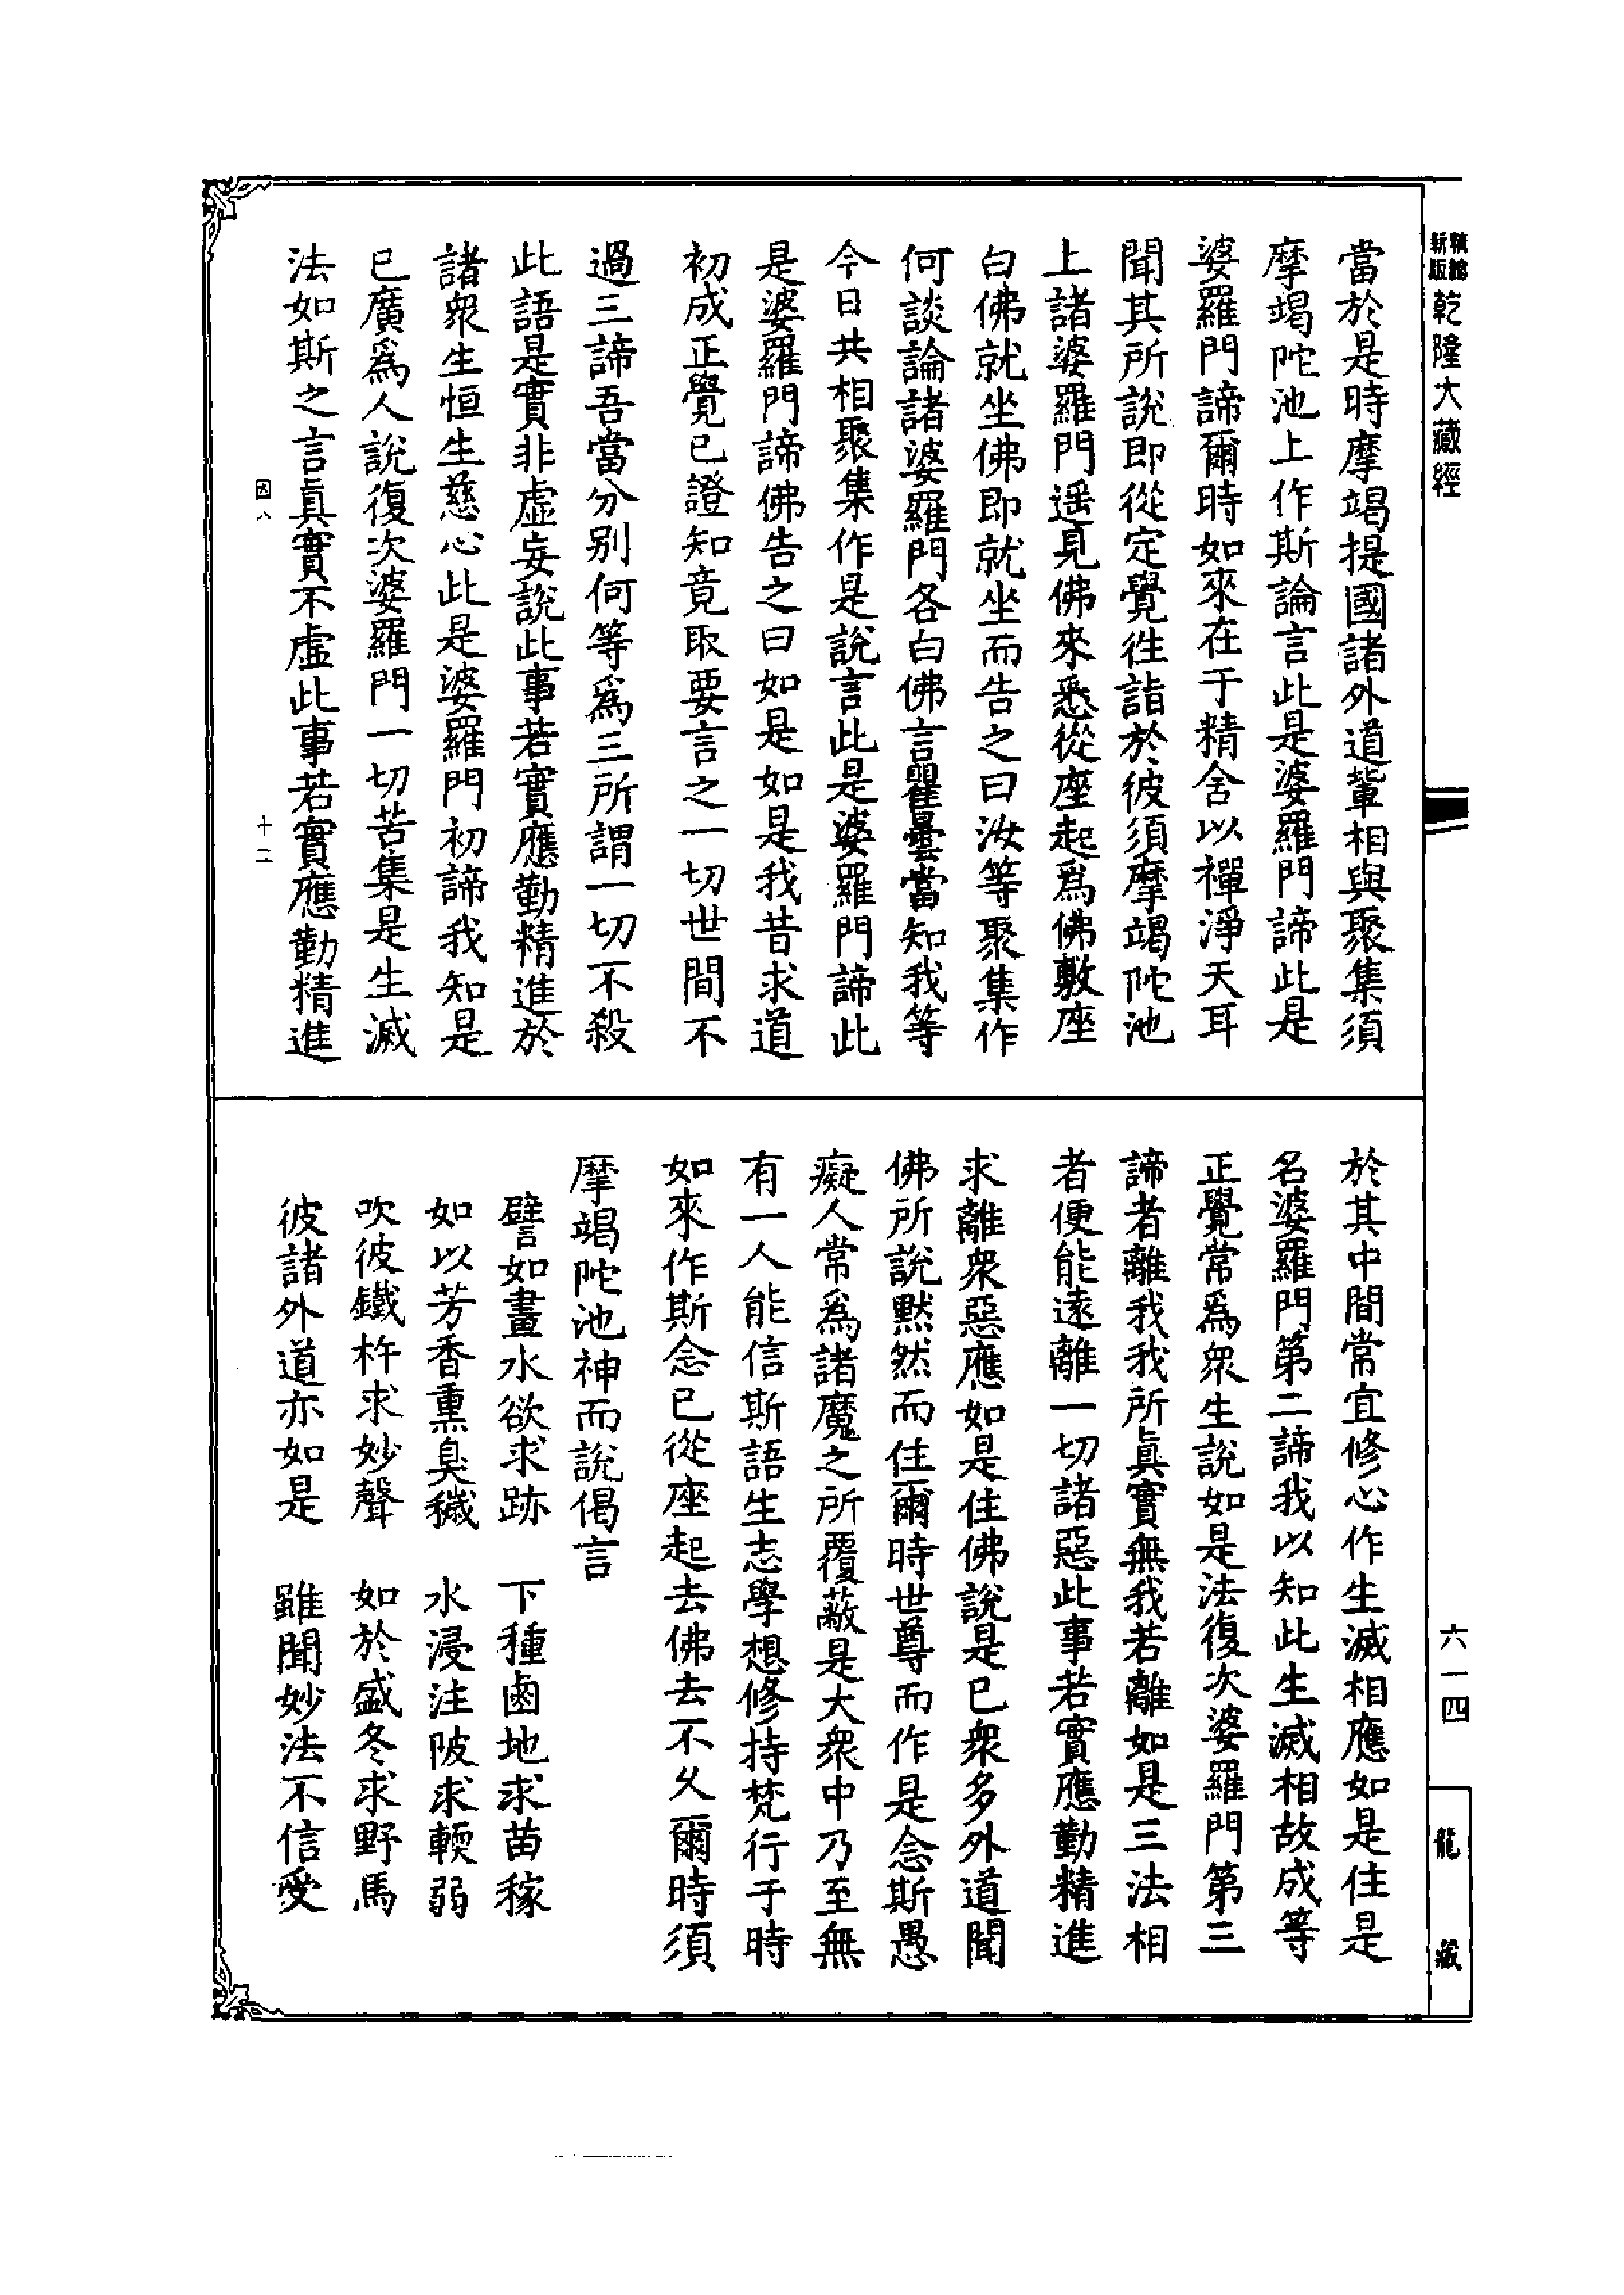 新版精縮乾隆大藏經
當於是時摩竭提國諸外道輩相與聚集須
摩竭陀池上作斯論言此是婆羅門諦此是
婆羅門諦爾時如來在于精舍以禪淨天耳
聞其所說即從定覺徃詣於彼須摩竭陀池
上諸婆羅門遥見佛來悉從座起爲佛敷座
白佛就坐佛即就坐而告之曰汝等聚集作
何談論諸婆羅門各白佛言瞿曇當知我等
今日共相聚集作是說言此是婆羅門諦此
是婆羅門諦佛告之曰如是如是我昔求道
初成正覺已證知竟取要言之一切世間不
過三諦吾當分別何等爲三所謂一切不殺
此語是實非虛妄說此事若實應勤精進於
諸衆生恒生慈心此是婆羅門初諦我知是
已廣爲人說復次婆羅門一切苦集是生滅
法如斯之言眞實不虛此事若實應勤精進
因八
十二
於其中間常宜修心作生滅相應如是住是
名婆羅門第二諦我以知此生滅相故成等
正覺常爲衆生說如是法復次婆羅門第三
諦者離我我所眞實無我若離如是三法相
者便能遠離一切諸惡此事若實應勤精進
求離衆惡應如是住佛說是已衆多外道聞
佛所說黙然而住爾時世尊而作是念斯愚
癡人常爲諸魔之所覆蔽是大衆中乃至無
有一人能信斯語生志學想修持梵行于時
如來作斯念已從座起去佛去不久爾時須
摩竭陀池神而說偈言
譬如畫水欲求跡 下種鹵地求苗稼
如以芳香熏臭穢 水浸注陂求輭弱
吹彼鐵杵求妙聲 如於盛冬求野馬
彼諸外道亦如是 雖聞妙法不信受
六一四
龍藏